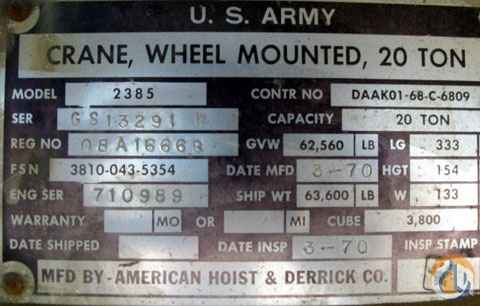 U. S. ARMY
CRANE, WHEEL MOUNTED, 20 TON
MODEL 2385 CONTR NO DAAK01-68-C-6809
SER GS13291 CAPACITY 20 TON
REG NO 08A16669 GVW 62,560 LB LG 333
FSN 3810-043-5354 DATE MFD 3-70 HGT 154
ENG SER 710989 SHIP WT 63,600 LB W 133
WARRANTY MO OR MI CUBE 3,800
DATE SHIPPED DATE INSP 3-70 INSP STAMP
MFD BY-AMERICAN HOIST & DERRICK CO.
CraneNetwork.com